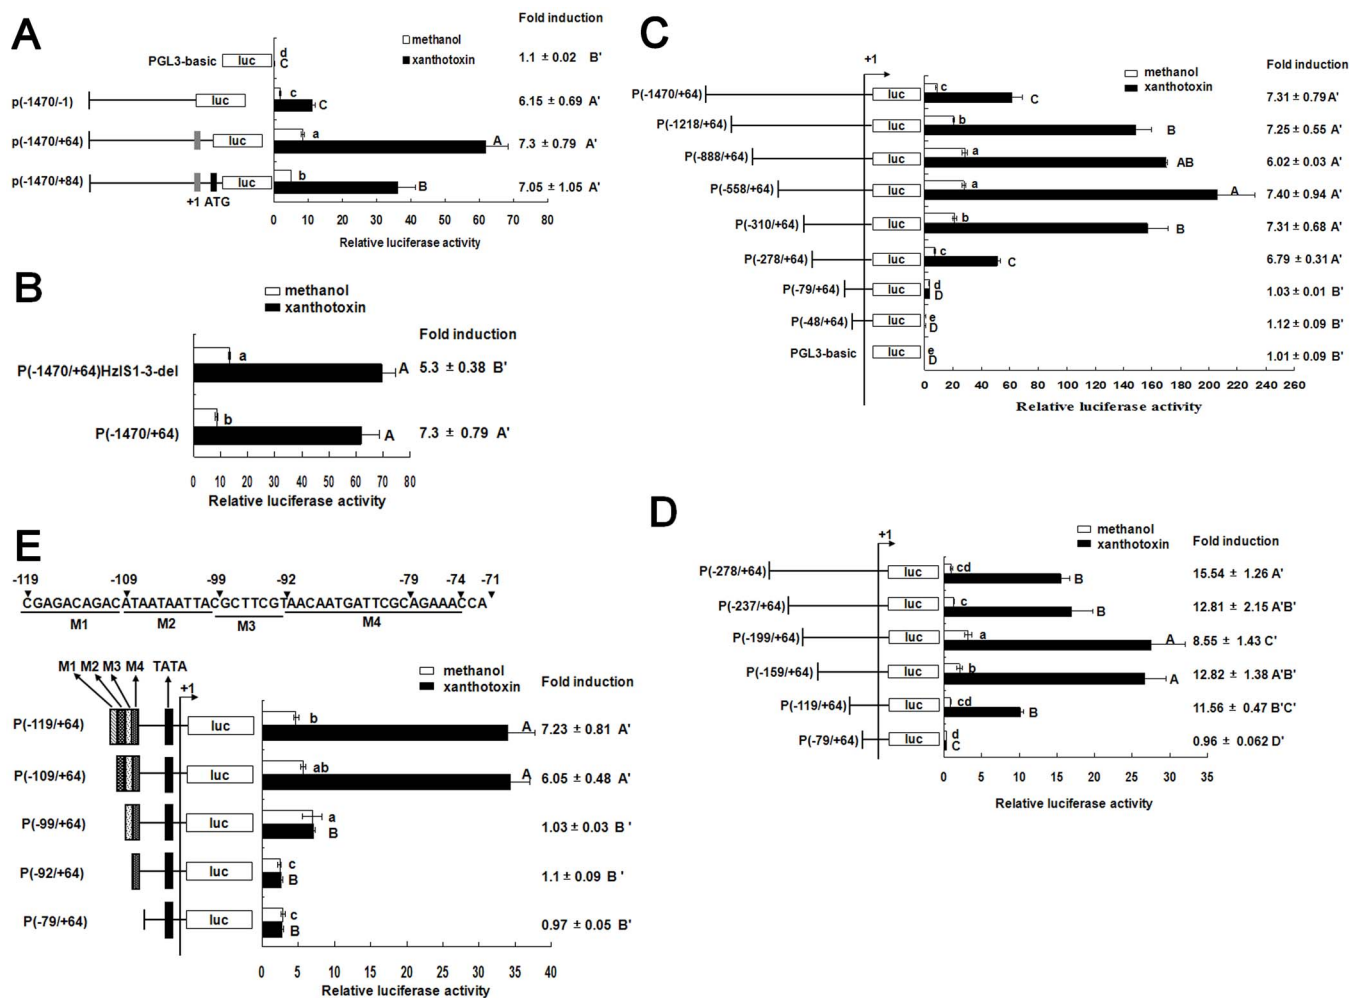 A
Fold induction
methanol
xanthotoxin
PGL3-basic luc d C 1.1 ± 0.02 B'
p(-1470/-1) luc c C 6.15 ± 0.69 A'
p(-1470/+64) luc a A 7.3 ± 0.79 A'
p(-1470/+84) luc b B 7.05 ± 1.05 A'
+1 ATG
0 10 20 30 40 50 60 70 80
Relative luciferase activity
B
methanol
xanthotoxin
Fold induction
P(-1470/+64)HzIS1-3-del a A 5.3 ± 0.38 B'
P(-1470/+64) b A 7.3 ± 0.79 A'
0 10 20 30 40 50 60 70 80
Relative luciferase activity
C
+1
methanol
xanthotoxin
Fold induction
P(-1470/+64) luc c C 7.31 ± 0.79 A'
P(-1218/+64) luc b B 7.25 ± 0.55 A'
P(-888/+64) luc a AB 6.02 ± 0.03 A'
P(-558/+64) luc a A 7.40 ± 0.94 A'
P(-310/+64) luc b B 7.31 ± 0.68 A'
P(-278/+64) luc c C 6.79 ± 0.31 A'
P(-79/+64) luc d D 1.03 ± 0.01 B'
P(-48/+64) luc e D 1.12 ± 0.09 B'
PGL3-basic luc e D 1.01 ± 0.09 B'
0 20 40 60 80 100 120 140 160 180 200 220 240 260
Relative luciferase activity
D
+1
methanol
xanthotoxin
Fold induction
P(-278/+64) luc cd B 15.54 ± 1.26 A'
P(-237/+64) luc c B 12.81 ± 2.15 A'B'
P(-199/+64) luc a A 8.55 ± 1.43 C'
P(-159/+64) luc b A 12.82 ± 1.38 A'B'
P(-119/+64) luc cd B 11.56 ± 0.47 B'C'
P(-79/+64) luc d C 0.96 ± 0.062 D'
0 5 10 15 20 25 30 35
Relative luciferase activity
E
-119 -109 -99 -92 -79 -74 -71
CGAGACAGACATAATAATTACGCTTCGTAACAATGATTCGCAGAAACCCA
M1 M2 M3 M4
M1 M2 M3 M4 TATA
+1
methanol
xanthotoxin
Fold induction
P(-119/+64) luc b A 7.23 ± 0.81 A'
P(-109/+64) luc ab A 6.05 ± 0.48 A'
P(-99/+64) luc a B 1.03 ± 0.03 B '
P(-92/+64) luc c B 1.1 ± 0.09 B '
P(-79/+64) luc c B 0.97 ± 0.05 B'
0 5 10 15 20 25 30 35 40
Relative luciferase activity